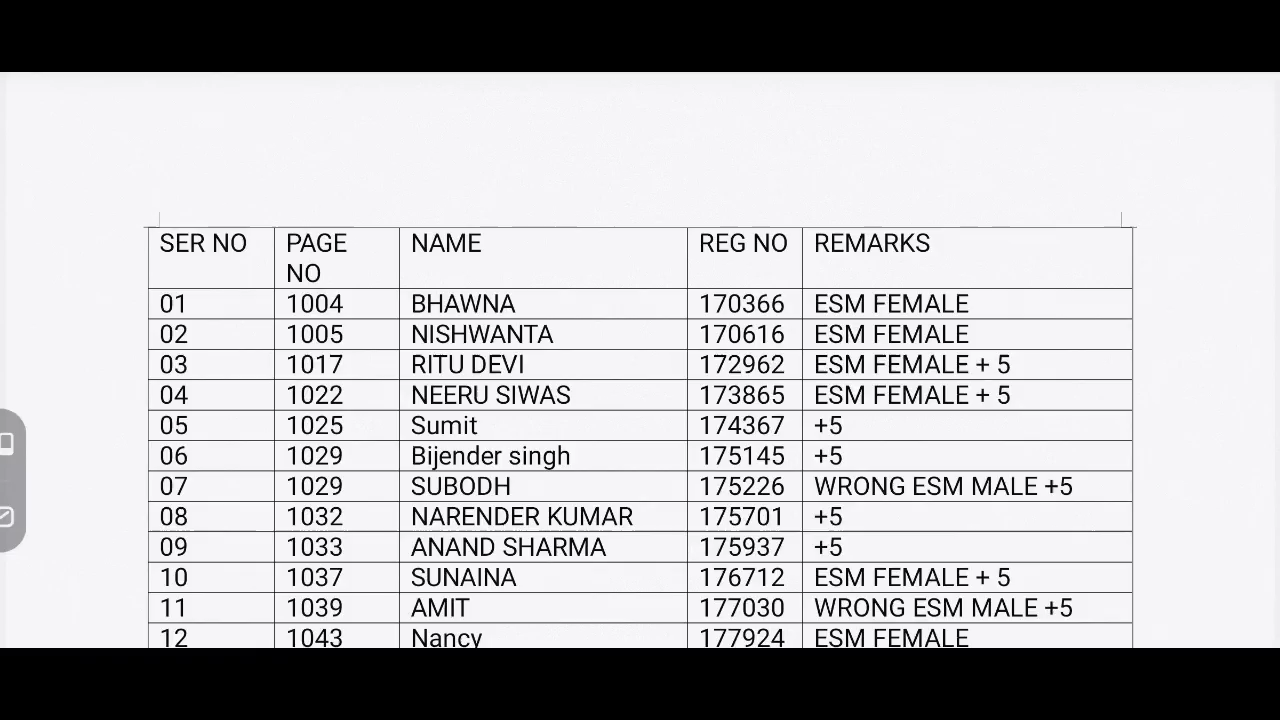 SER NO PAGE NO NAME REG NO REMARKS
01 1004 BHAWNA 170366 ESM FEMALE
02 1005 NISHWANTA 170616 ESM FEMALE
03 1017 RITU DEVI 172962 ESM FEMALE + 5
04 1022 NEERU SIWAS 173865 ESM FEMALE + 5
05 1025 Sumit 174367 +5
06 1029 Bijender singh 175145 +5
07 1029 SUBODH 175226 WRONG ESM MALE +5
08 1032 NARENDER KUMAR 175701 +5
09 1033 ANAND SHARMA 175937 +5
10 1037 SUNAINA 176712 ESM FEMALE + 5
11 1039 AMIT 177030 WRONG ESM MALE +5
12 1043 Nancy 177924 ESM FEMALE